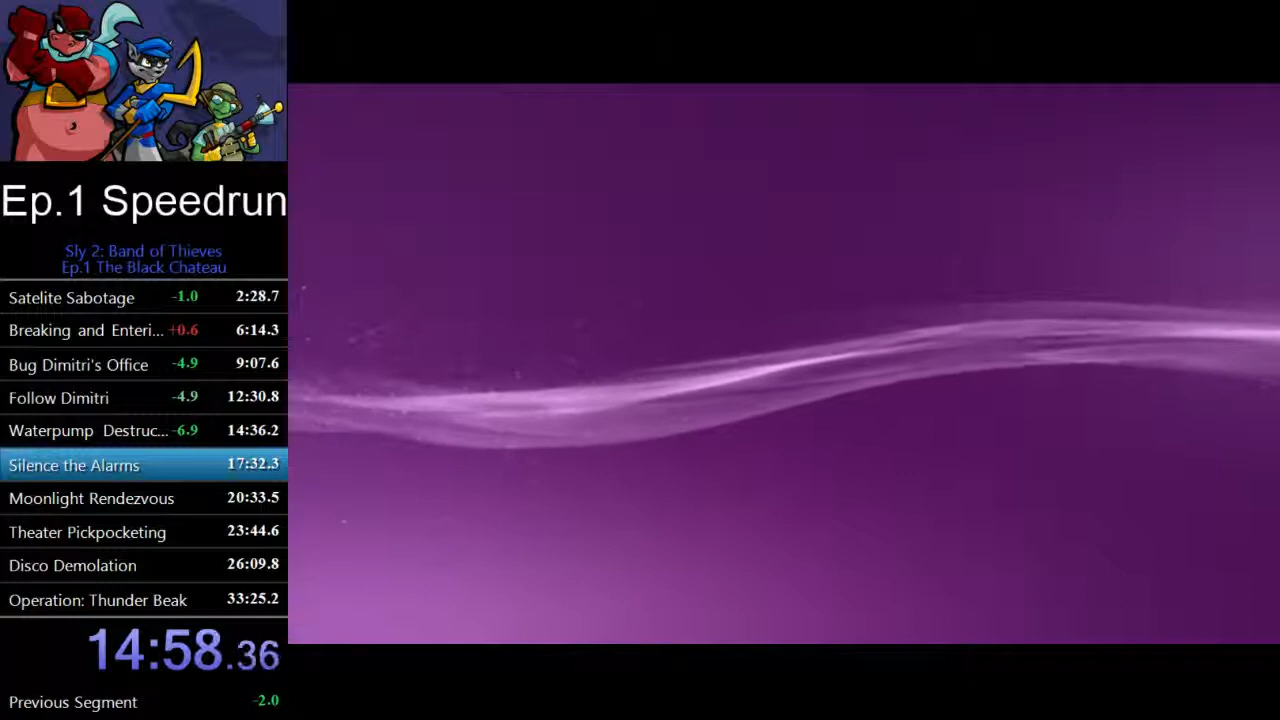 Ep.1 Speedrun
Sly 2: Band of Thieves
Ep.1 The Black Chateau
Satelite Sabotage -1.0 2:28.7
Breaking and Enteri... +0.6 6:14.3
Bug Dimitri's Office -4.9 9:07.6
Follow Dimitri -4.9 12:30.8
Waterpump Destruc... -6.9 14:36.2
Silence the Alarms 17:32.3
Moonlight Rendezvous 20:33.5
Theater Pickpocketing 23:44.6
Disco Demolation 26:09.8
Operation: Thunder Beak 33:25.2
14:58.36
Previous Segment -2.0